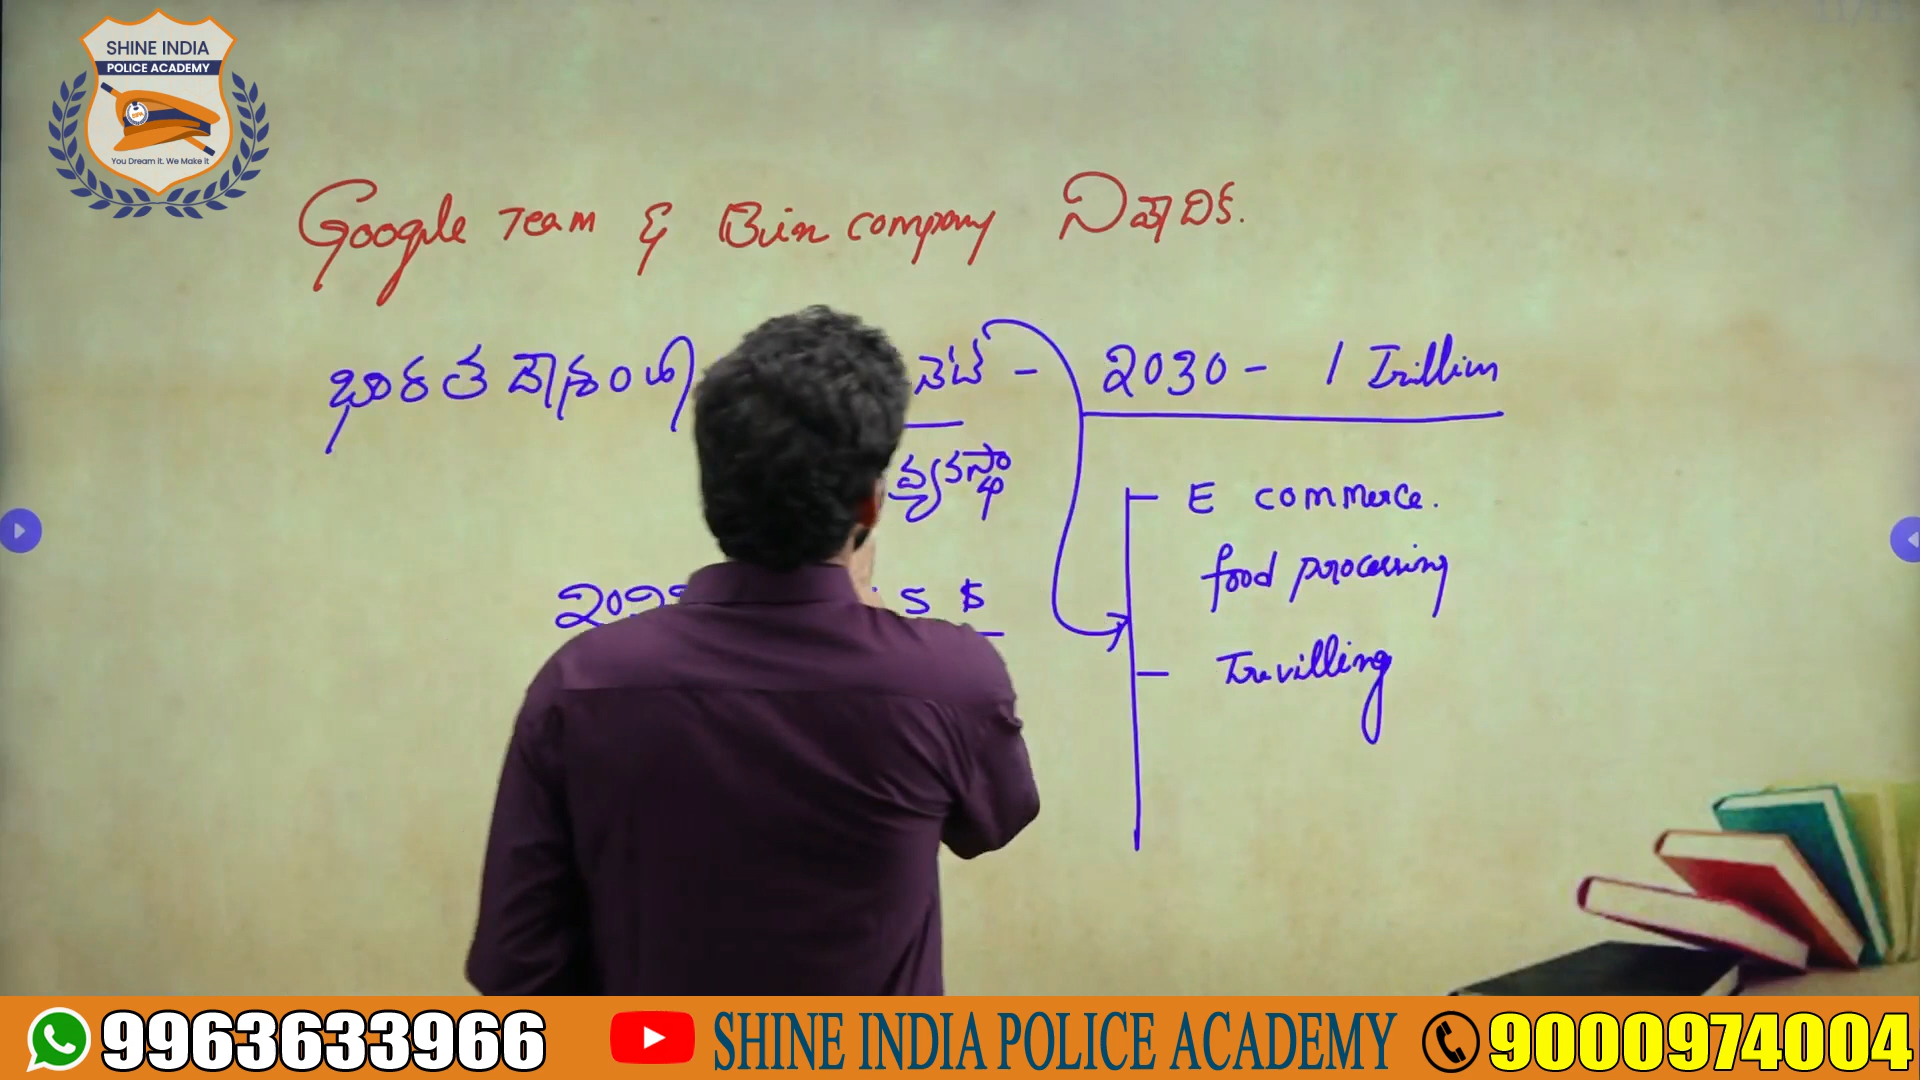 SHINE INDIA
POLICE ACADEMY
You Dream It. We Make It
Google Team & Bain company నివేదిక.
భారత దేశంలో నెట్ - 2030 - 1 Trillion
వ్యవస్థ
E commerce.
food processing
Travilling
$
9963633966 SHINE INDIA POLICE ACADEMY 9000974004